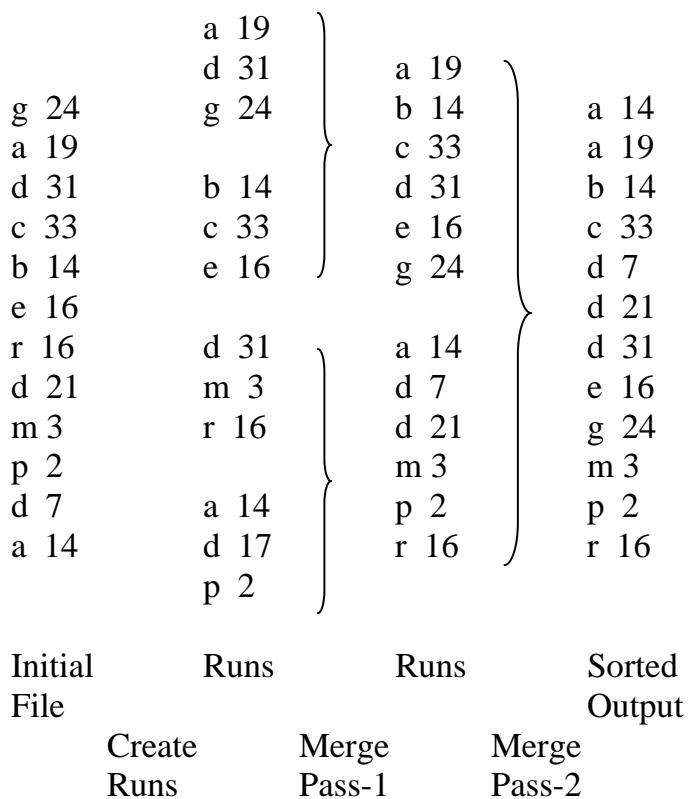 g 24
a 19
d 31
c 33
b 14
e 16
r 16
d 21
m 3
p 2
d 7
a 14
a 19
d 31
g 24
b 14
c 33
e 16
d 31
m 3
r 16
a 14
d 17
p 2
a 19
b 14
c 33
d 31
e 16
g 24
a 14
d 7
d 21
m 3
p 2
r 16
a 14
a 19
b 14
c 33
d 7
d 21
d 31
e 16
g 24
m 3
p 2
r 16
Initial
File
Runs
Runs
Sorted
Output
Create
Runs
Merge
Pass-1
Merge
Pass-2